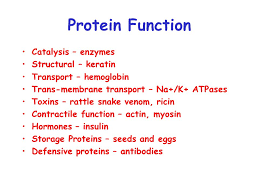 Protein Function
• Catalysis – enzymes
• Structural – keratin
• Transport – hemoglobin
• Trans-membrane transport – Na+/K+ ATPases
• Toxins – rattle snake venom, ricin
• Contractile function – actin, myosin
• Hormones – insulin
• Storage Proteins – seeds and eggs
• Defensive proteins – antibodies